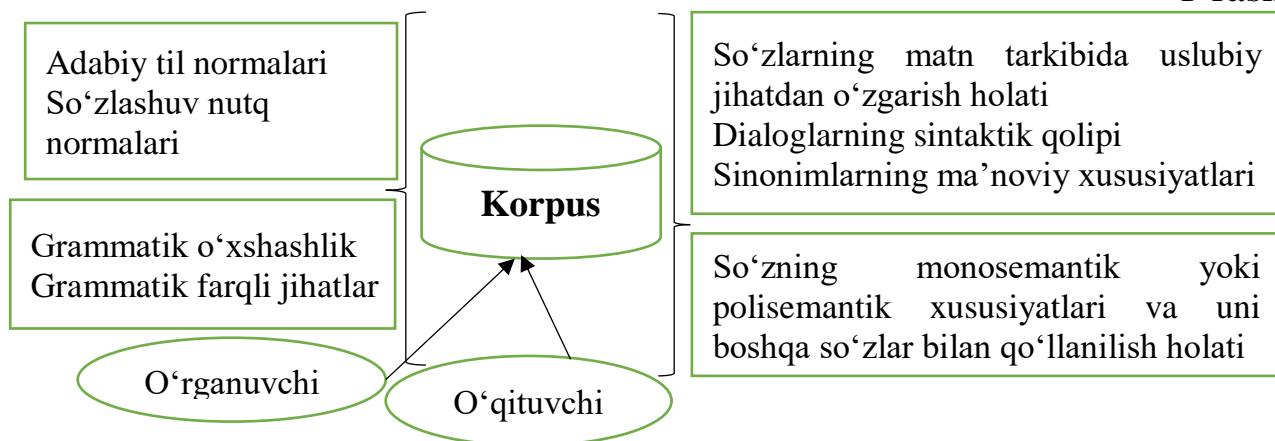 Adabiy til normalari
So‘zlashuv nutq
normalari
Grammatik o‘xshashlik
Grammatik farqli jihatlar
O‘rganuvchi
Korpus
O‘qituvchi
So‘zlarning matn tarkibida uslubiy
jihatdan o‘zgarish holati
Dialoglarning sintaktik qolipi
Sinonimlarning ma’noviy xususiyatlari
So‘zning monosemantik yoki
polisemantik xususiyatlari va uni
boshqa so‘zlar bilan qo‘llanilish holati